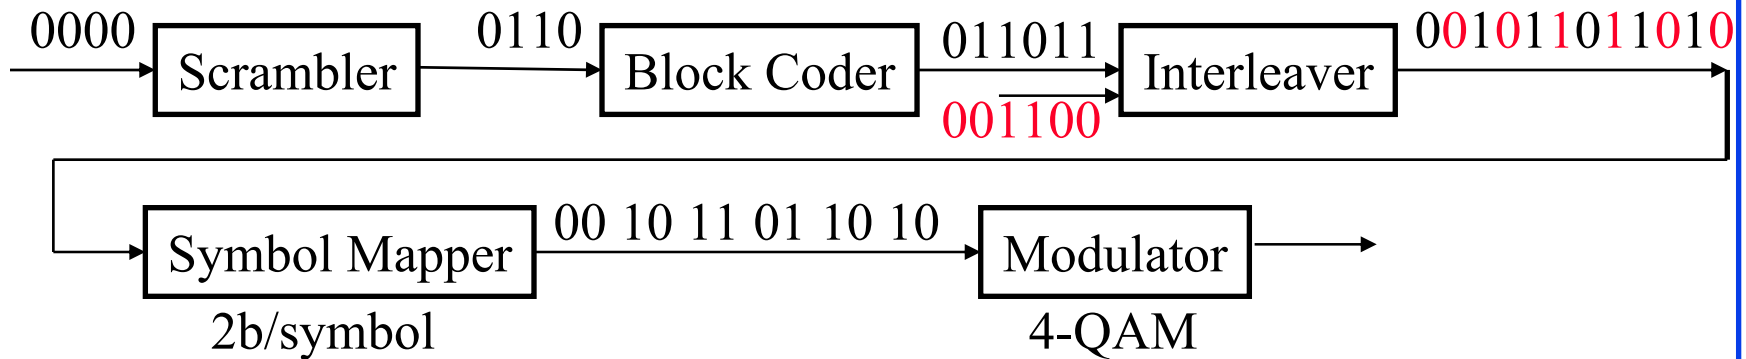 0000 Scrambler 0110 Block Coder 011011 Interleaver 001011011010
001100
Symbol Mapper 00 10 11 01 10 10 Modulator
2b/symbol 4-QAM